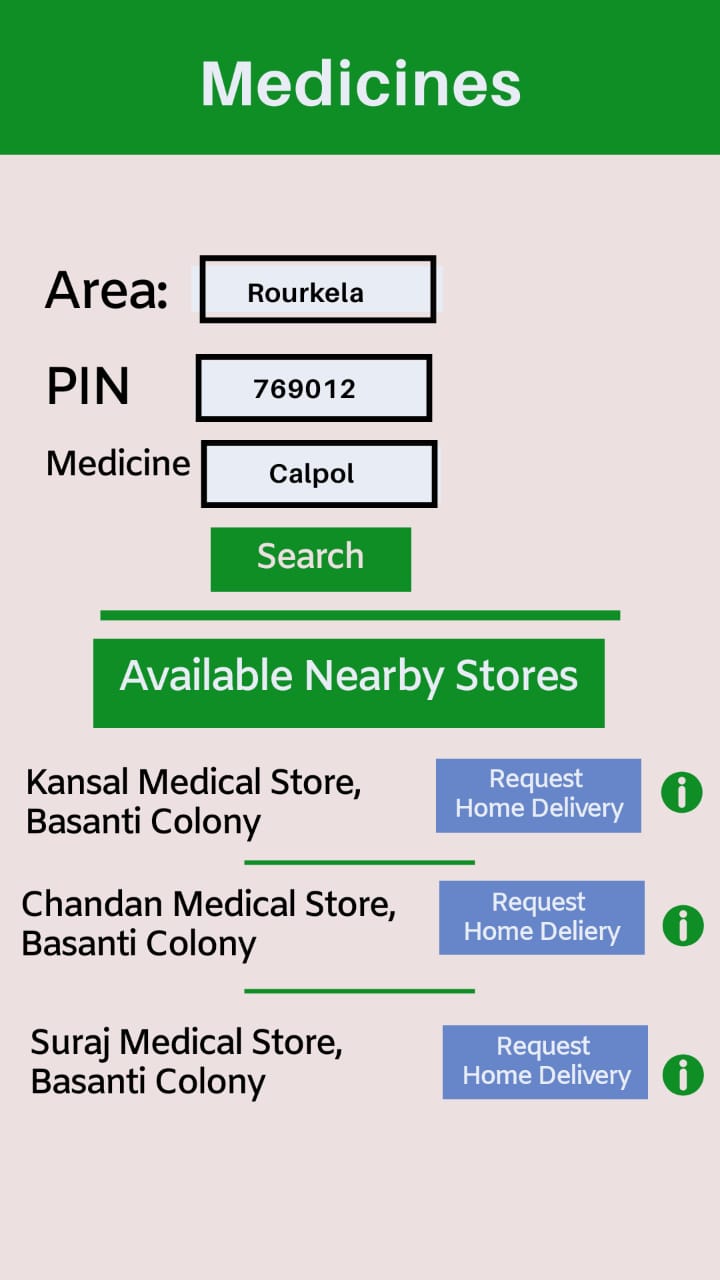 Medicines
Area: Rourkela
PIN 769012
Medicine Calpol
Search
Available Nearby Stores
Kansal Medical Store,
Basanti Colony
Request
Home Delivery
Chandan Medical Store,
Basanti Colony
Request
Home Deliery
Suraj Medical Store,
Basanti Colony
Request
Home Delivery